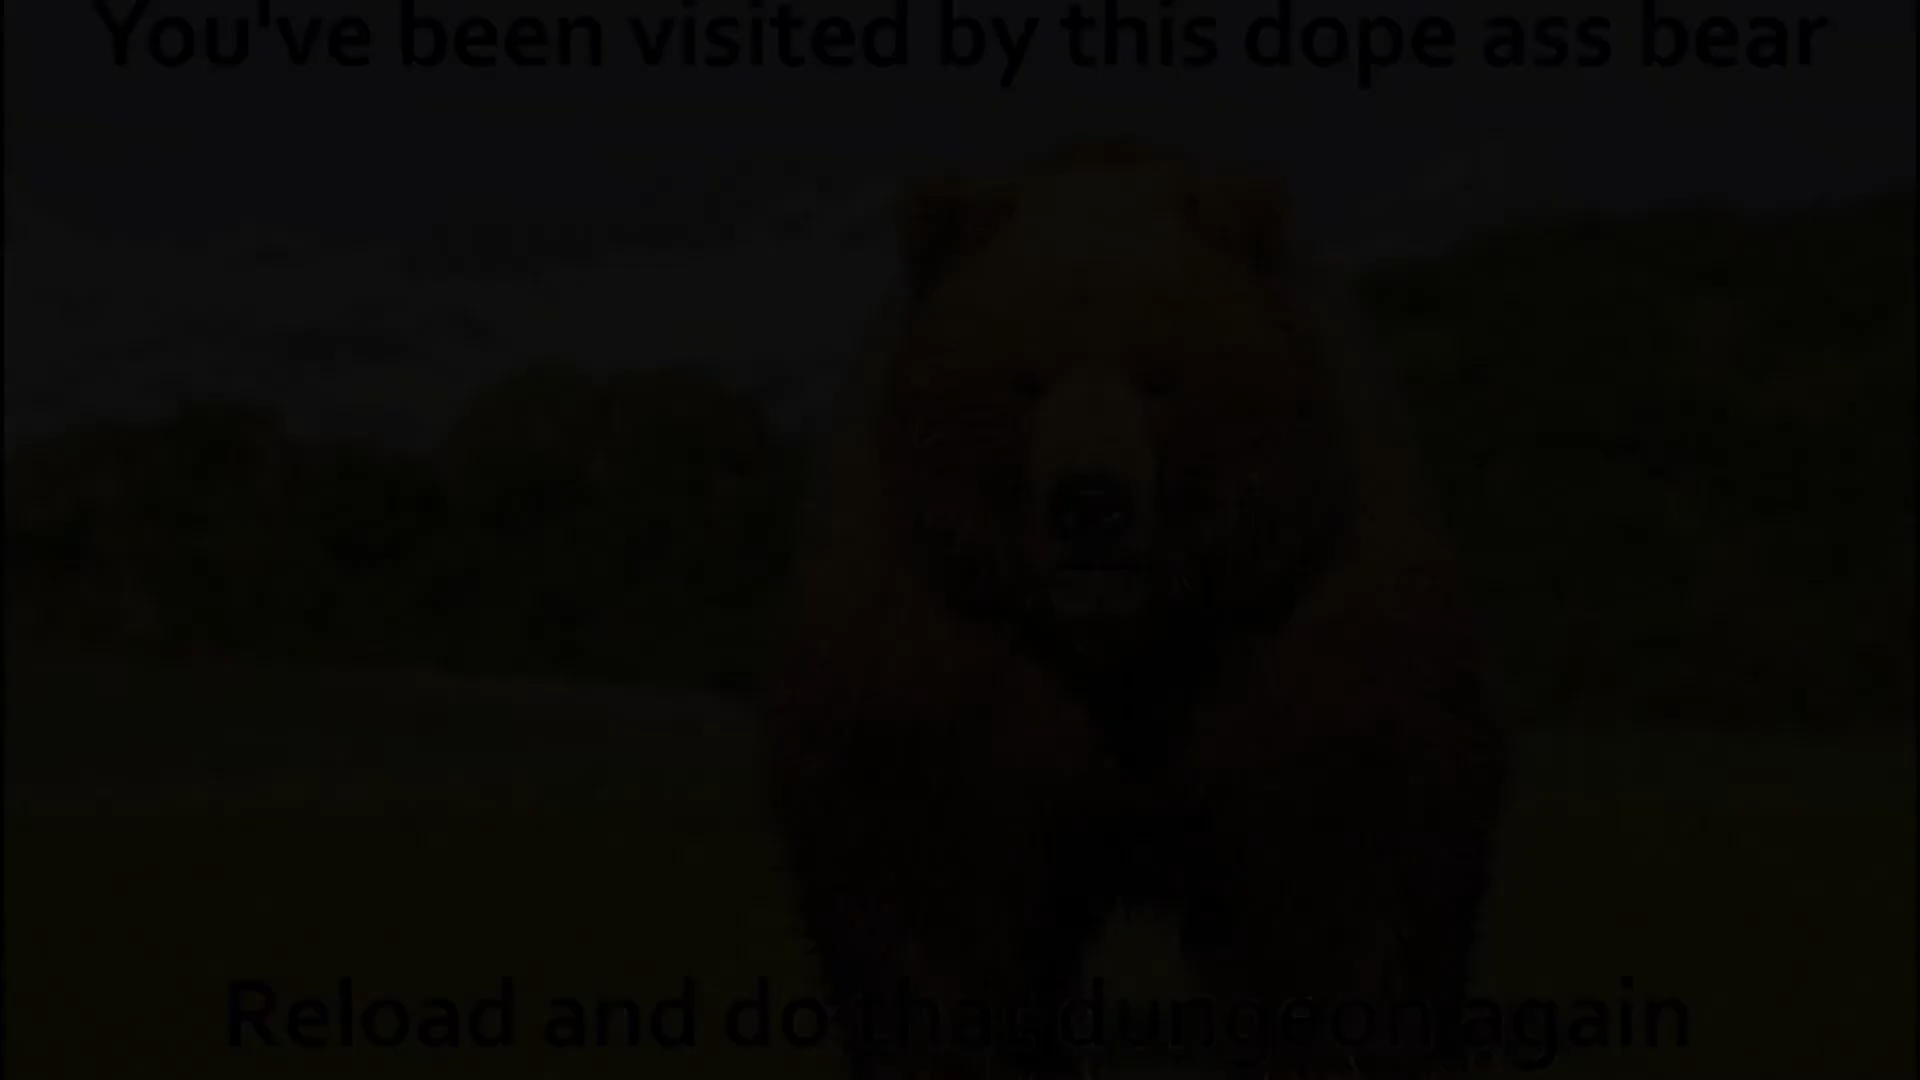 You've been visited by this dope ass bear
Reload and do that dungeon again